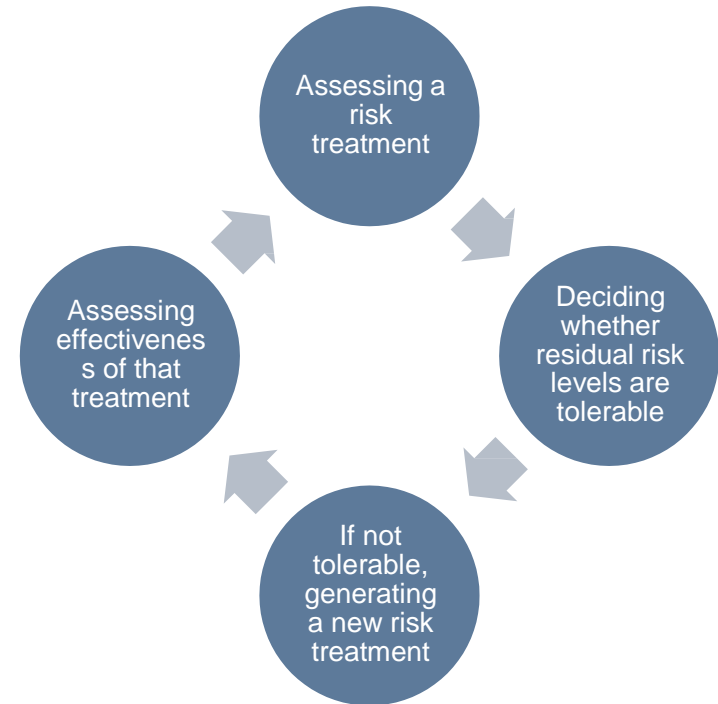 Assessing a
risk
treatment
Deciding
whether
residual risk
levels are
tolerable
If not
tolerable,
generating
a new risk
treatment
Assessing
effectivenes
s of that
treatment